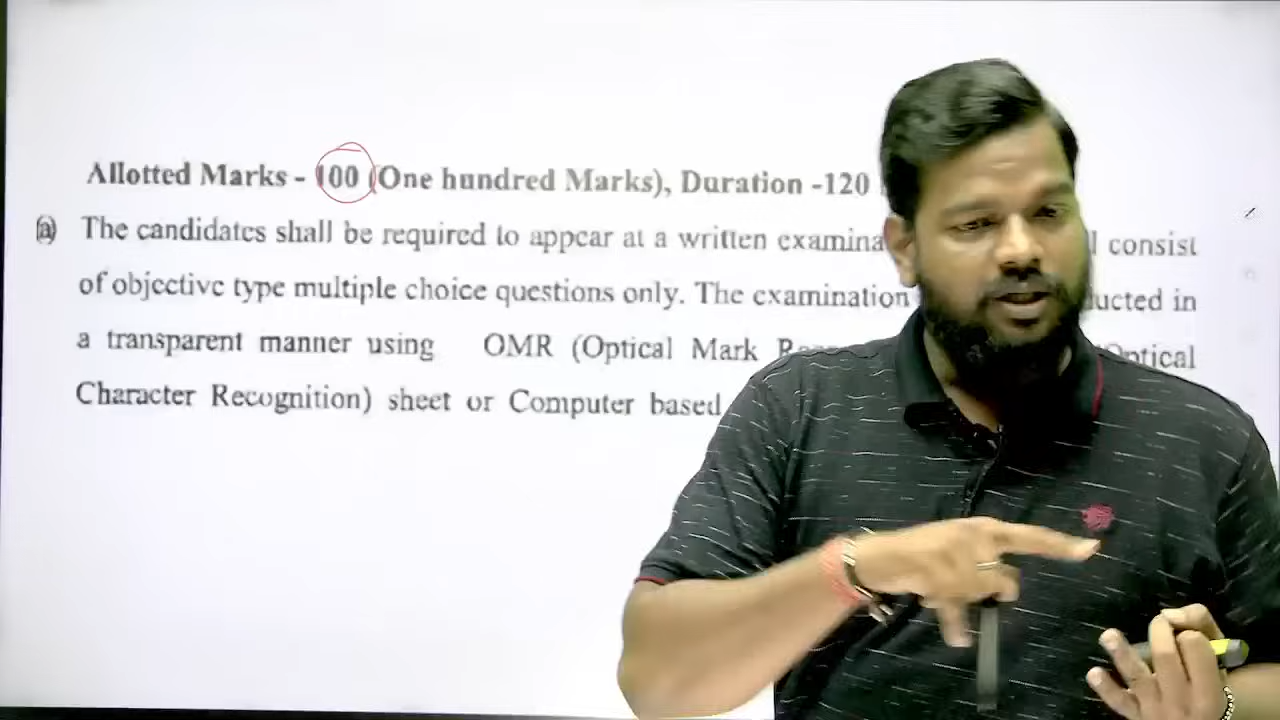 Allotted Marks - 100 (One hundred Marks), Duration -120
(a) The candidates shall be required to appear at a written examina l consist
of objective type multiple choice questions only. The examination ducted in
a transparent manner using OMR (Optical Mark Optical
Character Recognition) sheet or Computer based